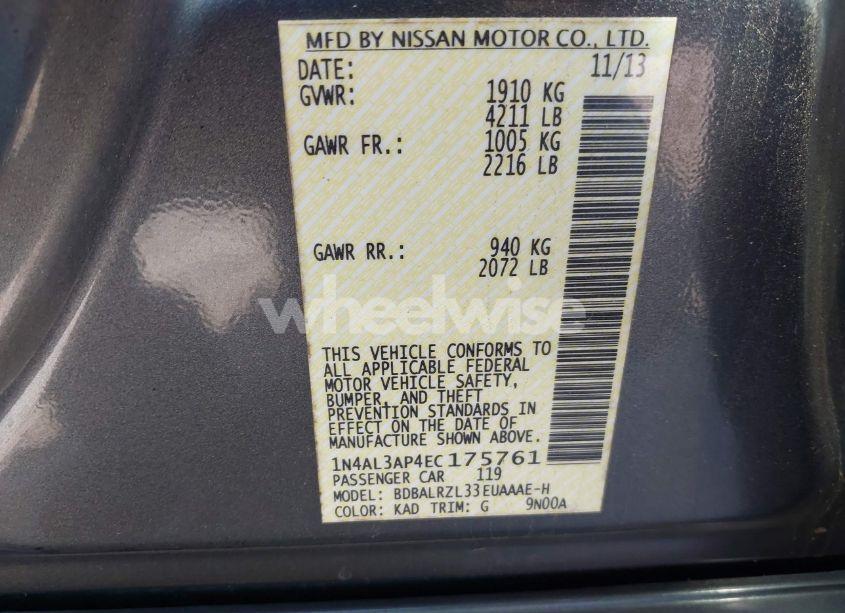 MFD BY NISSAN MOTOR CO., LTD.
DATE: 11/13
GVWR: 1910 KG
4211 LB
GAWR FR.: 1005 KG
2216 LB
GAWR RR.: 940 KG
2072 LB
wheelwise
THIS VEHICLE CONFORMS TO
ALL APPLICABLE FEDERAL
MOTOR VEHICLE SAFETY,
BUMPER, AND THEFT
PREVENTION STANDARDS IN
EFFECT ON THE DATE OF
MANUFACTURE SHOWN ABOVE.
1N4AL3AP4EC175761
PASSENGER CAR 119
MODEL: BDBALRZL33EUAAAE-H
COLOR: KAD TRIM: G 9N00A